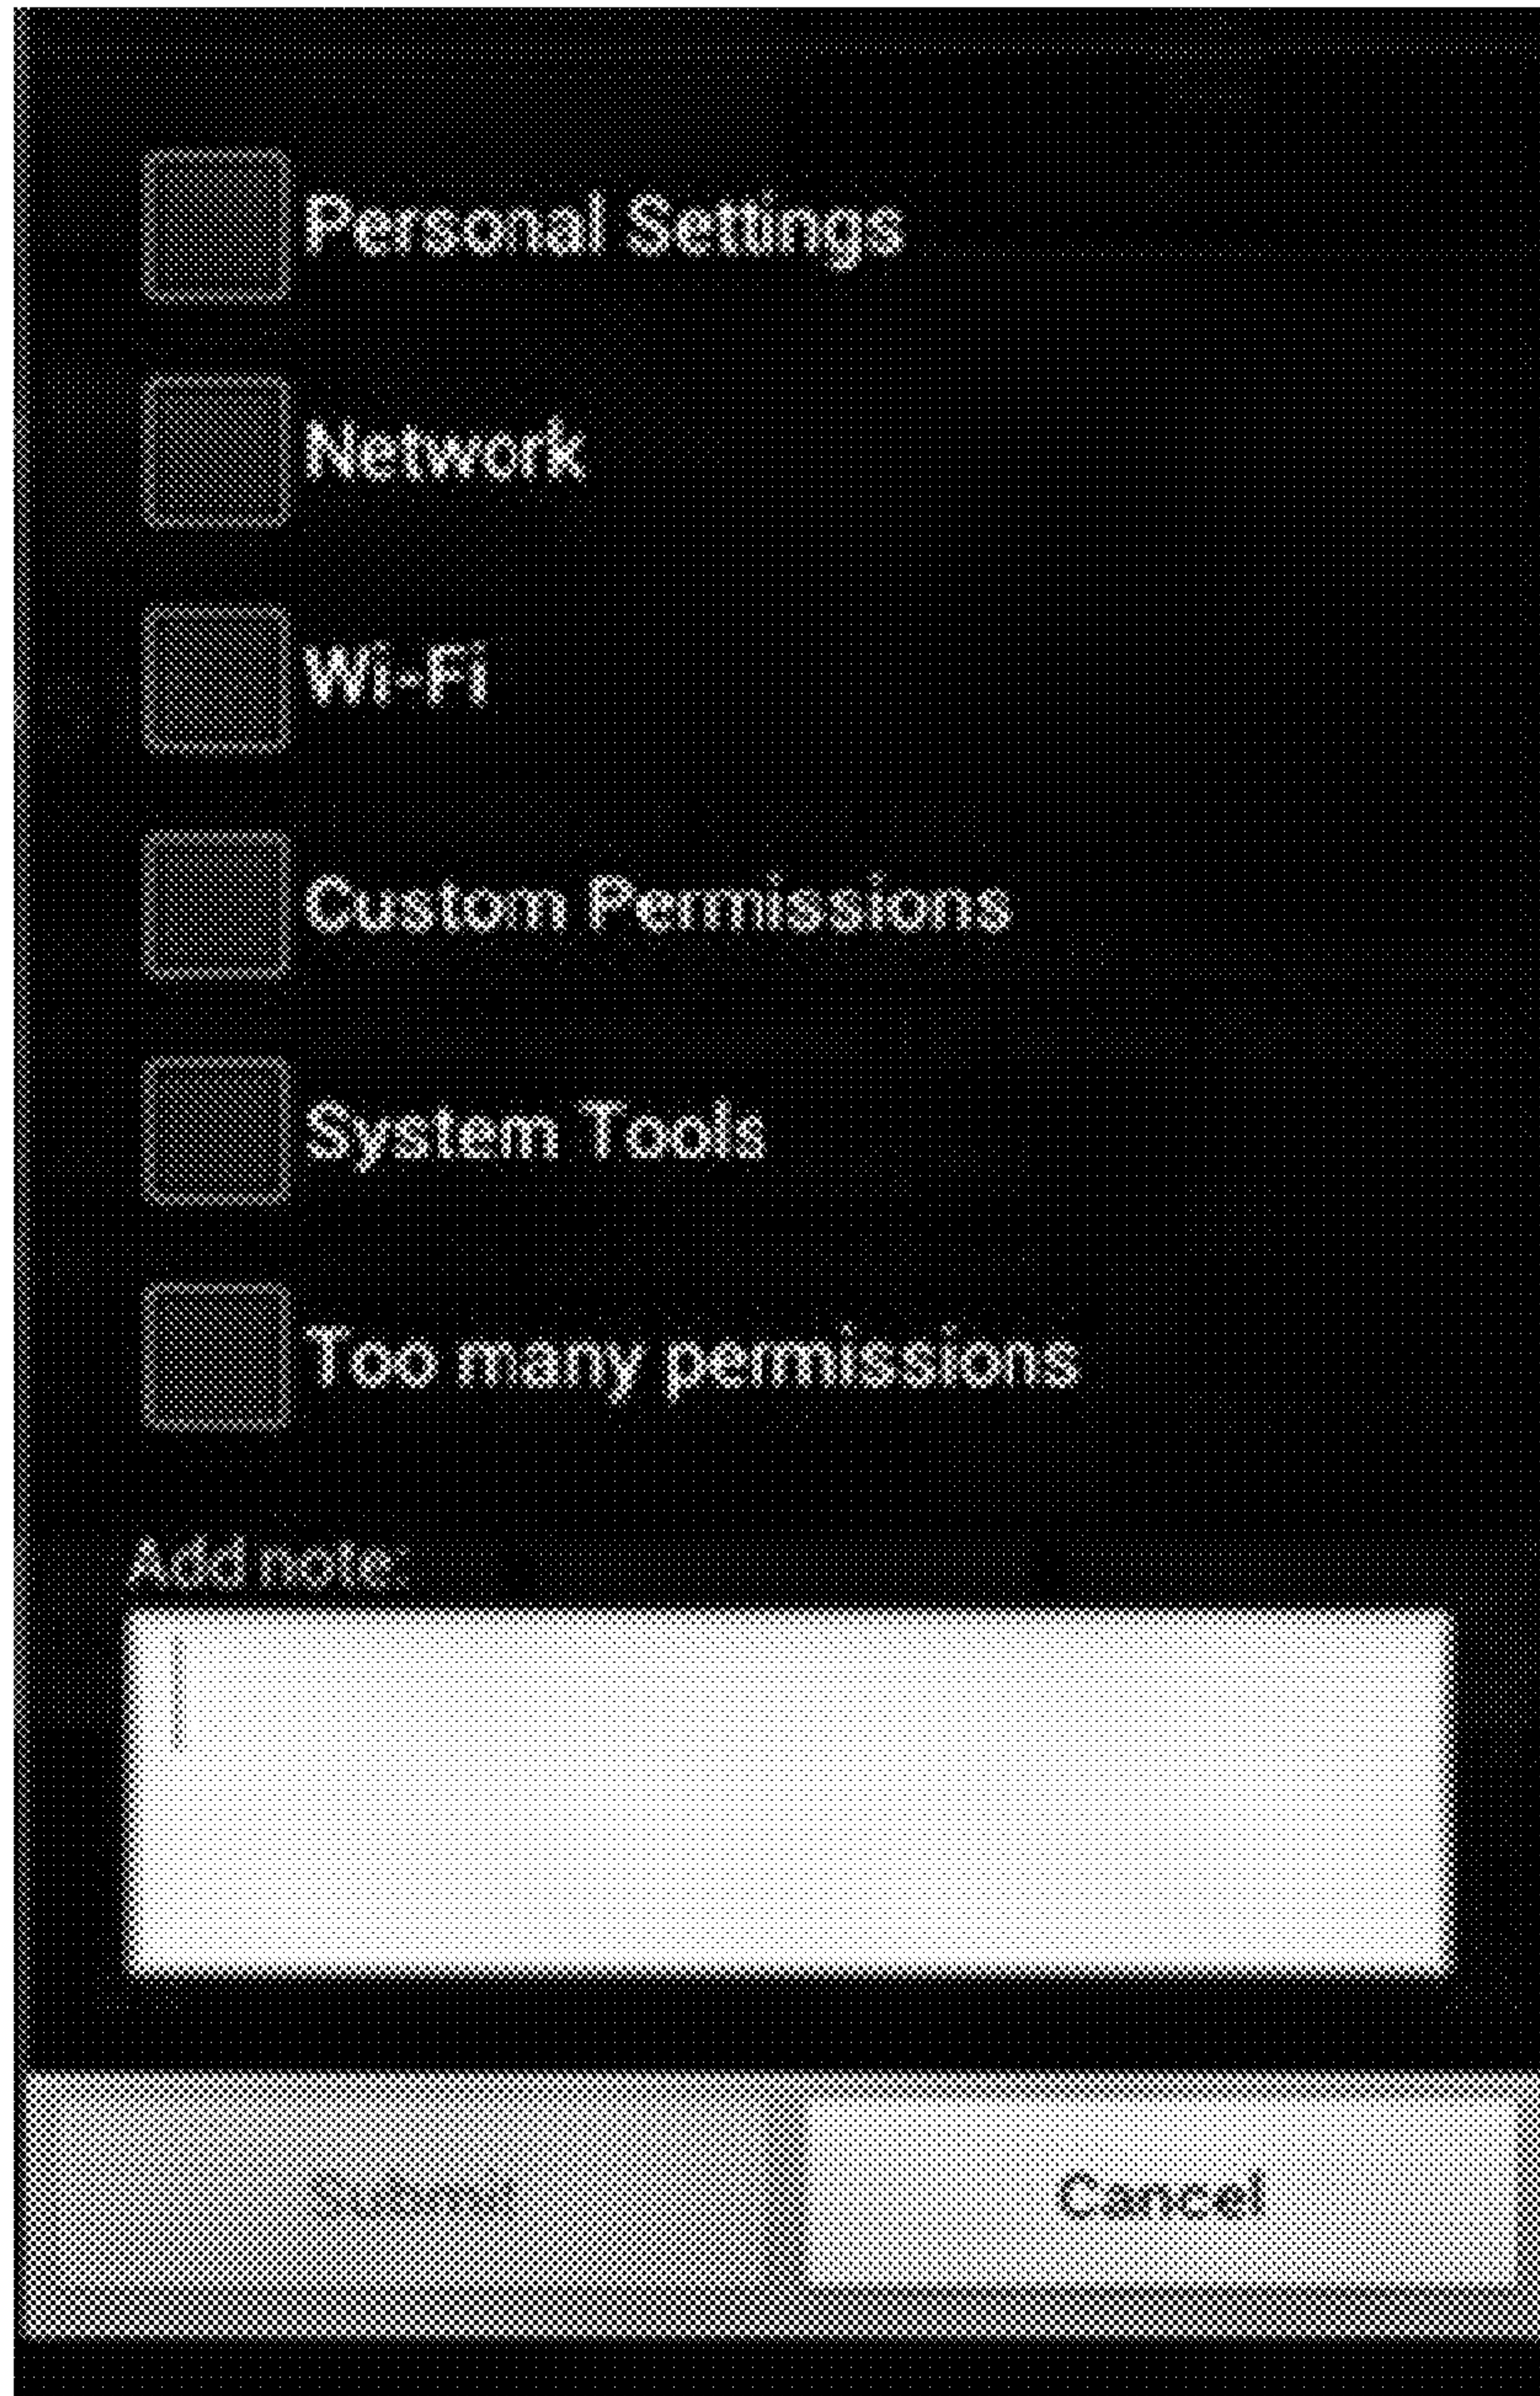 Personal Settings
Network
Wi-Fi
Custom Permissions
System Tools
Too many permissions
Add note:
Cancel